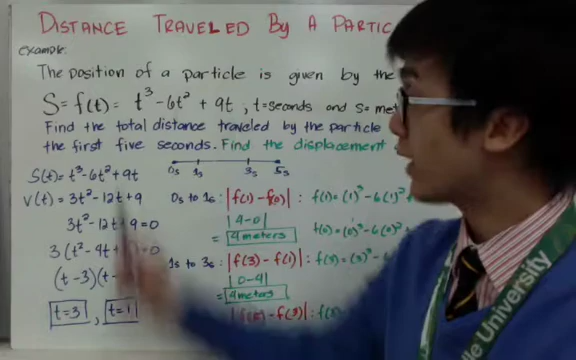 DISTANCE TRAVELED BY A PARTIC
example:
The position of a particle is given by the
S=f(t)= t³-6t²+9t ; t=seconds and s=met
Find the total distance traveled by the particle
the first five seconds. Find the displacement
0s 1s 3s 5s
S(t)=t³-6t²+9t
V(t)=3t²-12t+9
3t²-12t+9=0
3(t²-4t+ =0
(t-3)(t-
t=3 , t=1
0s to 1s: |f(1)-f(0)| : f(1)=(1)³-6(1)²+
|4-0| f(0)=(0)³-6(0)²
= 4 meters
1s to 3s: |f(3)-f(1)| : f(3)=(3)³-6
|0-4|
= 4 meters
-f(3)| : f(
le University